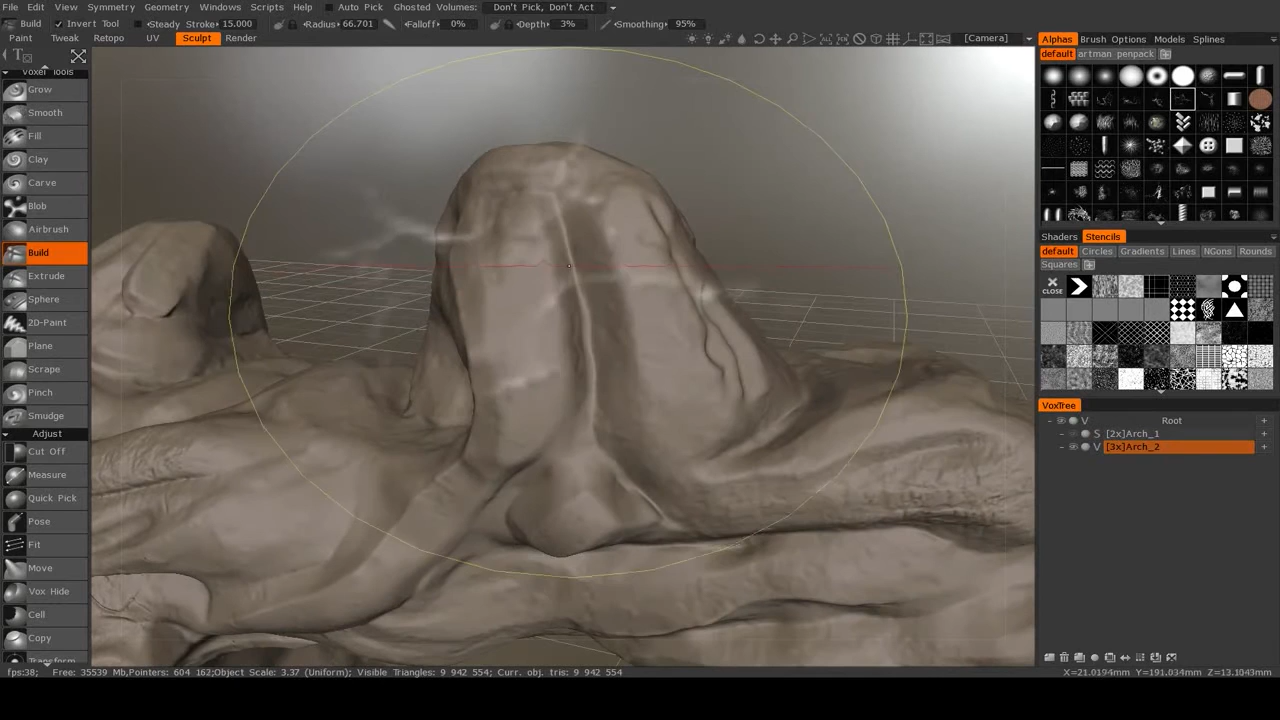 File Edit View Symmetry Geometry Windows Scripts Help Auto Pick Ghosted Volumes: Don't Pick, Don't Act
Build Invert Tool Steady Stroke 15.000 Radius 66.701 Falloff 0% Depth 3% Smoothing 95%
Paint Tweak Retopo UV Sculpt Render [Camera] Alphas Brush Options Models Splines
default artman penpack
Voxel Tools
Grow
Smooth
Fill
Clay
Carve
Blob
Airbrush
Build
Extrude
Sphere
2D-Paint
Plane
Scrape
Pinch
Smudge
Adjust
Cut Off
Measure
Quick Pick
Pose
Fit
Move
Vox Hide
Cell
Copy
Transform
Shaders Stencils
default Circles Gradients Lines NGons Rounds
Squares
CLOSE
VoxTree
V Root
S [2x]Arch_1
V [3x]Arch_2
fps:38; Free: 35539 Mb,Pointers: 604 162;Object Scale: 3.37 (Uniform); Visible Triangles: 9 942 554; Curr. obj. tris: 9 942 554 X=21.0194mm Y=191.034mm Z=13.1043mm